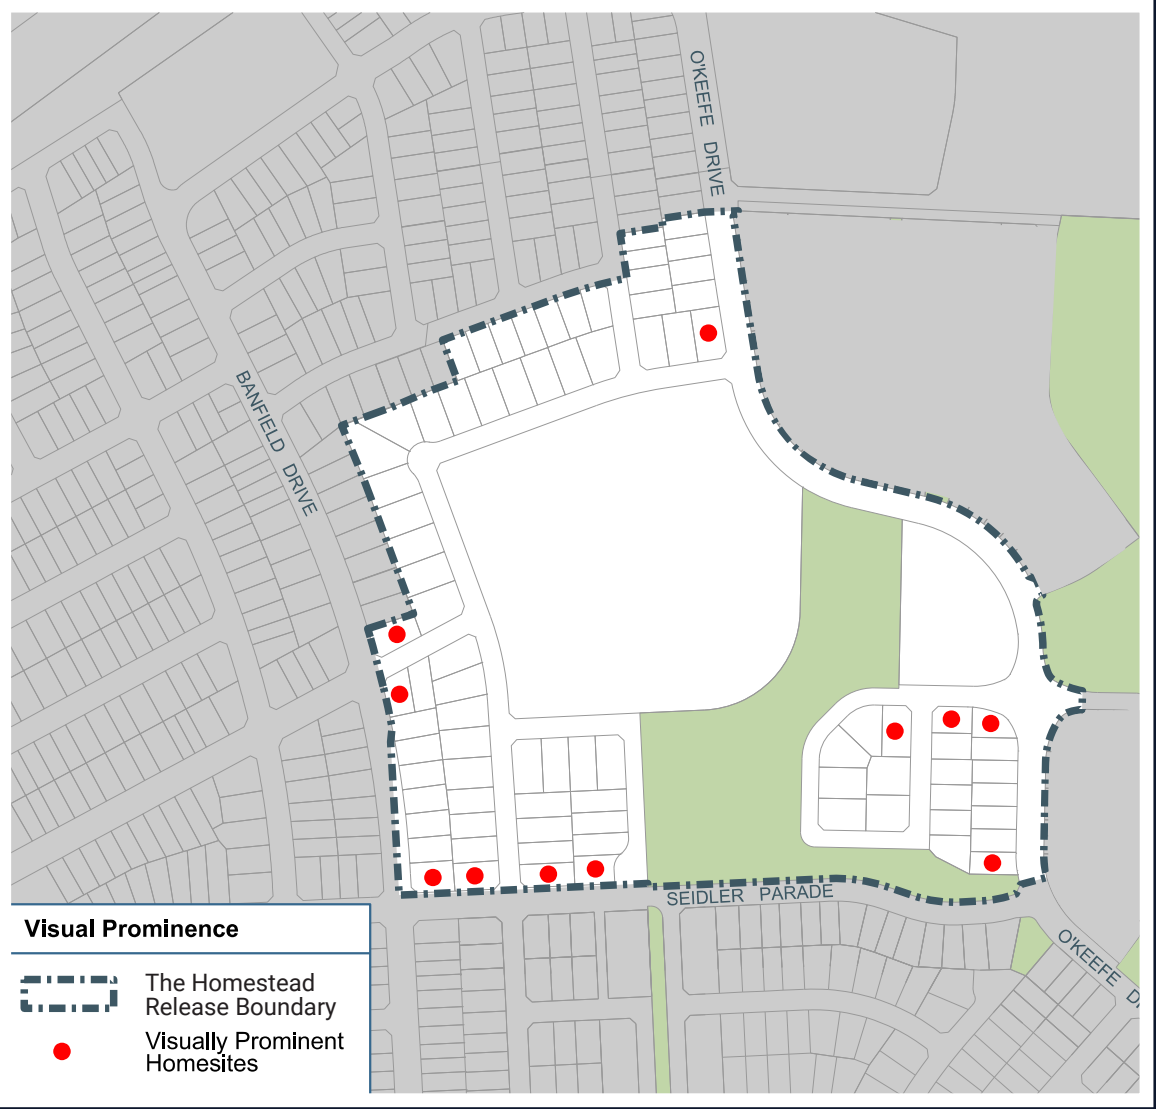 O'KEEFE DRIVE
BANFIELD DRIVE
SEIDLER PARADE
O'KEEFE D
Visual Prominence
The Homestead
Release Boundary
Visually Prominent
Homesites